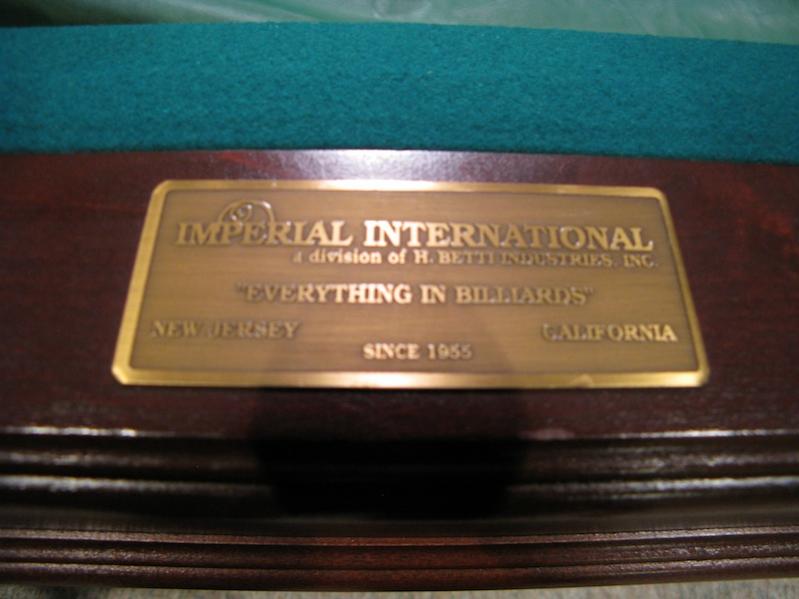 IMPERIAL INTERNATIONAL
a division of H. BETTI INDUSTRIES, INC.
"EVERYTHING IN BILLIARDS"
NEW JERSEY CALIFORNIA
SINCE 1955